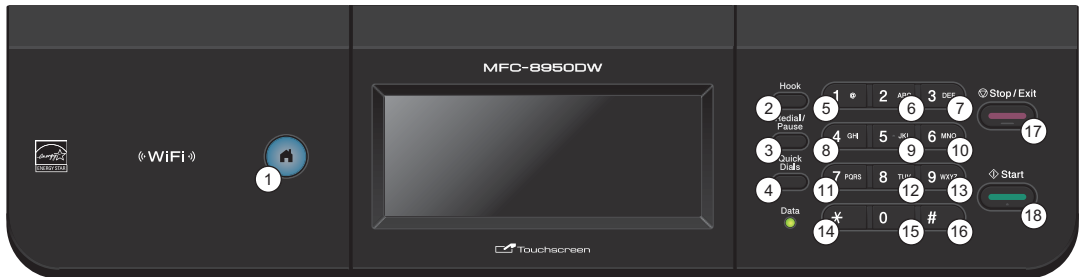 MFC-8950DW
WiFi
ENERGY STAR
Touchscreen
Hook
2
Redial/
Pause
3
Quick
Dials
4
Data
1
1 @
5
2 ABC
6
3 DEF
7
4 GHI
8
5 JKL
9
6 MNO
10
7 PQRS
11
8 TUV
12
9 WXYZ
13
*
14
0
15
#
16
Stop/Exit
17
Start
18